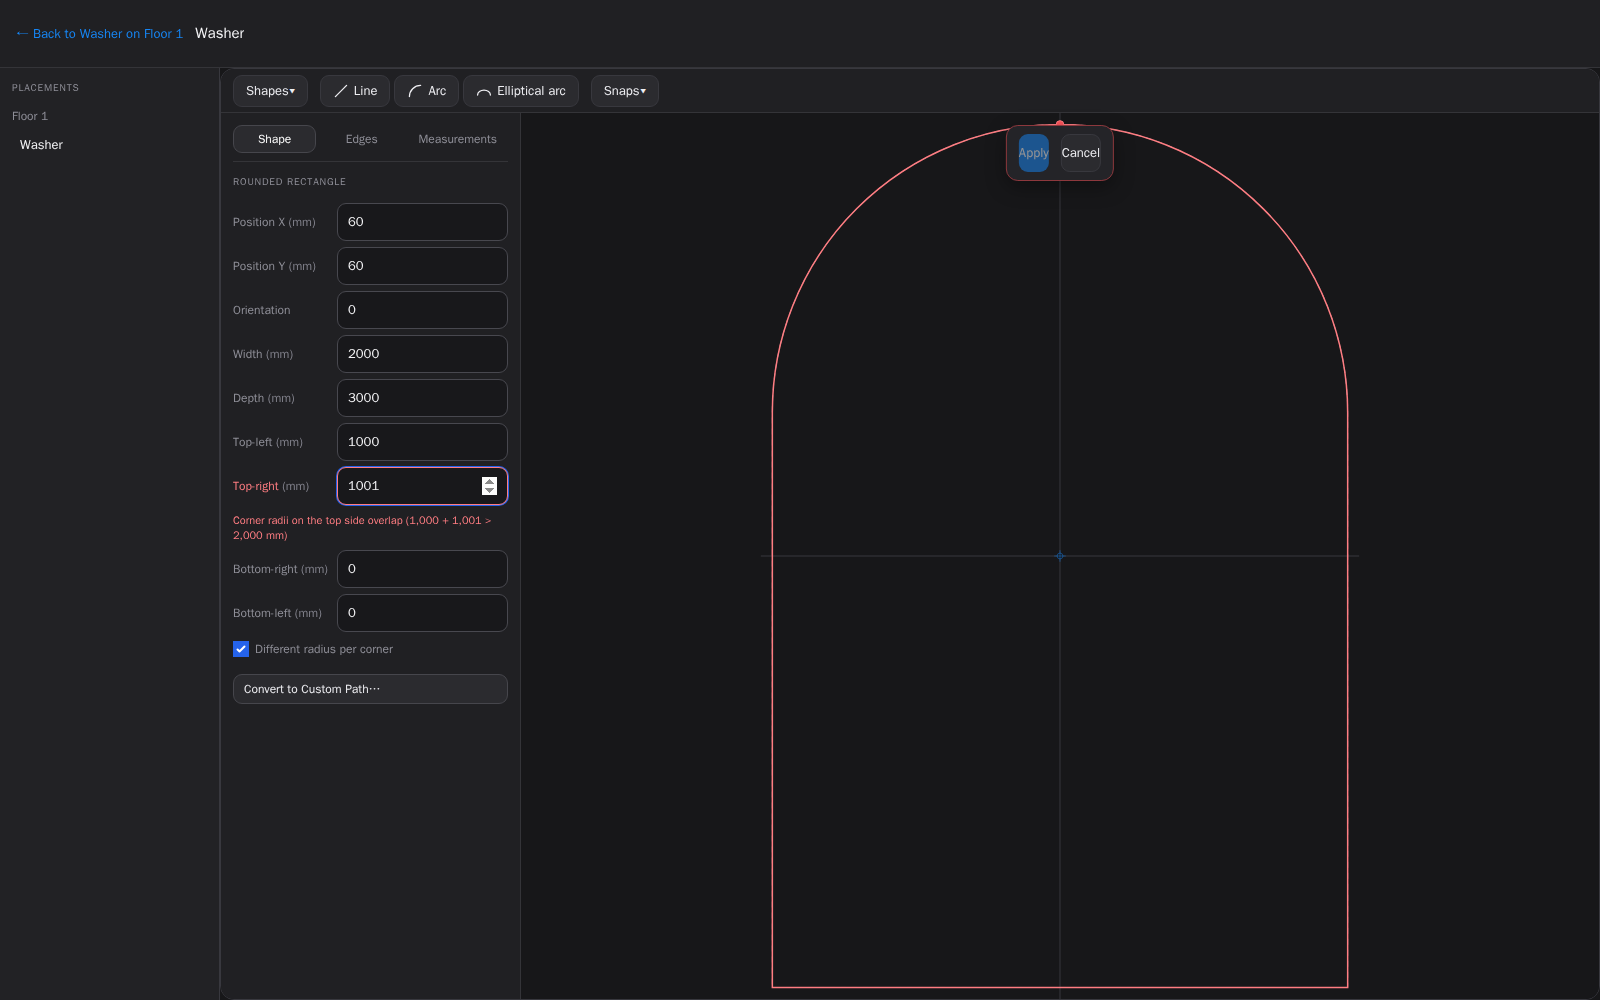 ← Back to Washer on Floor 1 Washer
PLACEMENTS
Floor 1
Washer
Shapes▾ Line Arc Elliptical arc Snaps▾
Shape Edges Measurements
ROUNDED RECTANGLE
Position X (mm) 60
Position Y (mm) 60
Orientation 0
Width (mm) 2000
Depth (mm) 3000
Top-left (mm) 1000
Top-right (mm) 1001
Corner radii on the top side overlap (1,000 + 1,001 >
2,000 mm)
Bottom-right (mm) 0
Bottom-left (mm) 0
Different radius per corner
Convert to Custom Path⋯
Apply Cancel